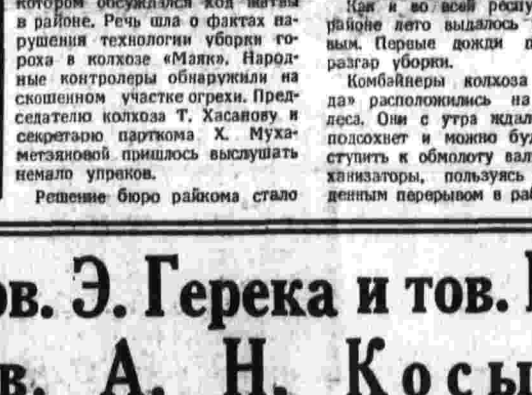 котором обсуждался ход жатвы
в районе. Речь шла о фактах на-
рушения технологии уборки го-
роха в колхозе «Маяк». Народ-
ные контролеры обнаружили на
скошенном участке огрехи. Пред-
седателю колхоза Т. Хасанову и
секретарю парткома Х. Муха-
метзяновой пришлось выслушать
немало упреков.
Решение бюро райкома стало
Как и во всей респу
районе лето выдалось
вым. Первые дожди п
разгар уборки.
Комбайнеры колхоза
да» расположились на
леса. Они с утра ждал
подсохнет и можно буд
ступить к обмолоту вал
ханизаторы, пользуясь
денным перерывом в ра
ов. Э. Герека и тов.
в. А. Н. Косы